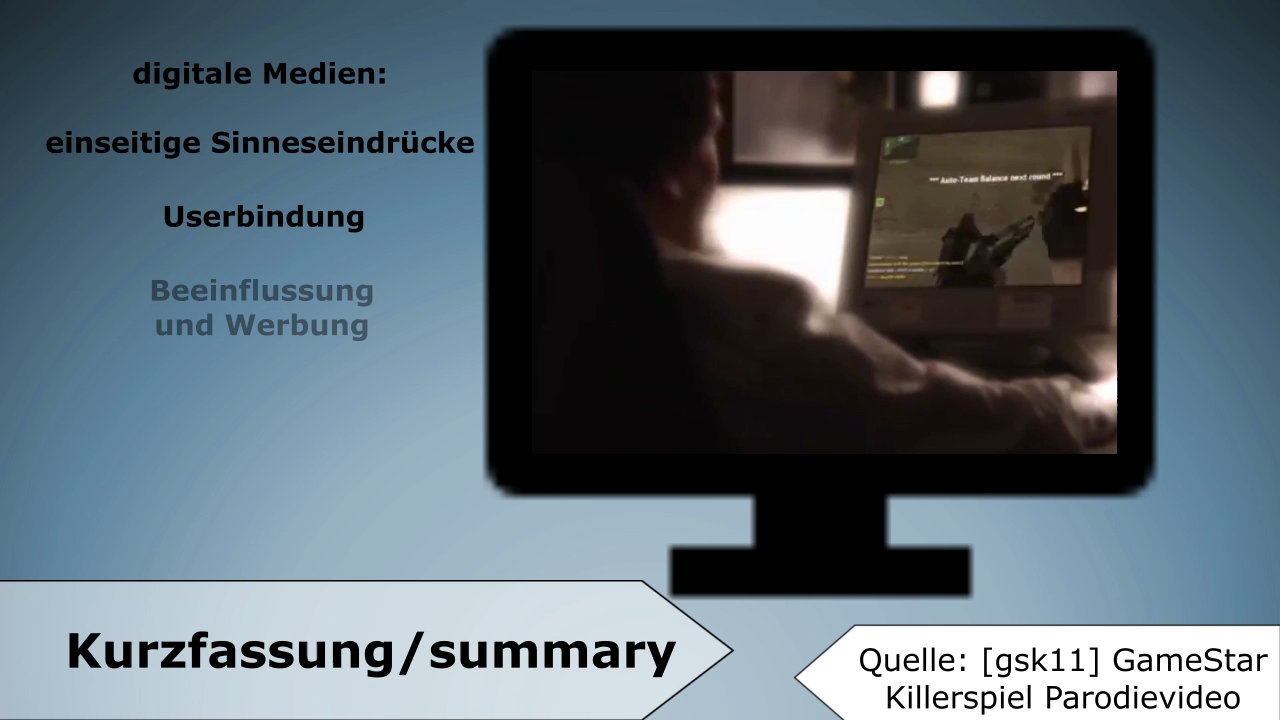 digitale Medien:
einseitige Sinneseindrücke
Userbindung
Beeinflussung
und Werbung
*** Auto-Team Balance next round ***
Kurzfassung/summary
Quelle: [gsk11] GameStar
Killerspiel Parodievideo